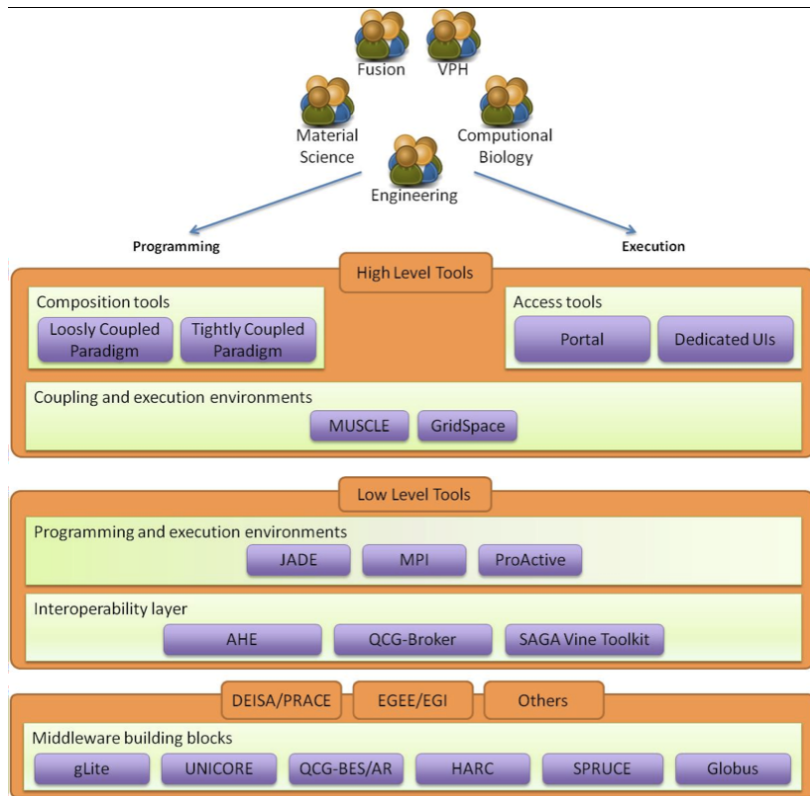 Fusion
VPH
Material
Science
Computional
Biology
Engineering
Programming
Execution
High Level Tools
Composition tools
Loosly Coupled
Paradigm
Tightly Coupled
Paradigm
Access tools
Portal
Dedicated UIs
Coupling and execution environments
MUSCLE
GridSpace
Low Level Tools
Programming and execution environments
JADE
MPI
ProActive
Interoperability layer
AHE
QCG-Broker
SAGA Vine Toolkit
DEISA/PRACE
EGEE/EGI
Others
Middleware building blocks
gLite
UNICORE
QCG-BES/AR
HARC
SPRUCE
Globus